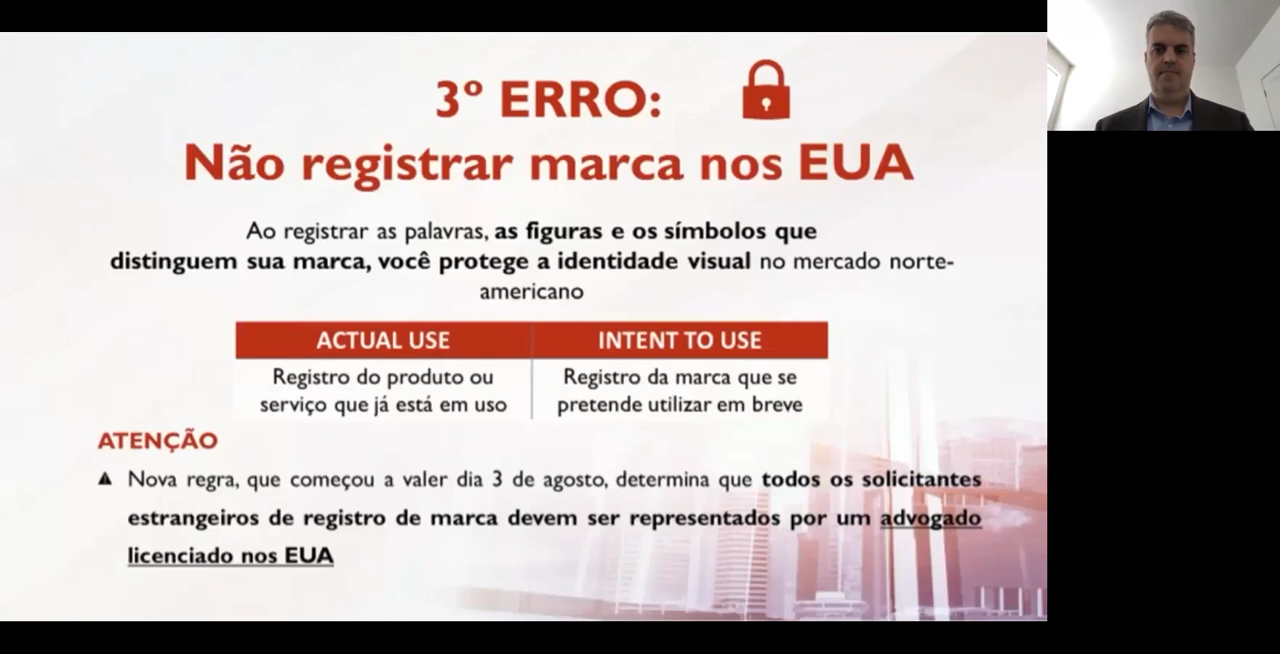 3º ERRO:
Não registrar marca nos EUA
Ao registrar as palavras, as figuras e os símbolos que
distinguem sua marca, você protege a identidade visual no mercado norte-
americano
ACTUAL USE
INTENT TO USE
Registro do produto ou
serviço que já está em uso
Registro da marca que se
pretende utilizar em breve
ATENÇÃO
Nova regra, que começou a valer dia 3 de agosto, determina que todos os solicitantes
estrangeiros de registro de marca devem ser representados por um advogado
licenciado nos EUA